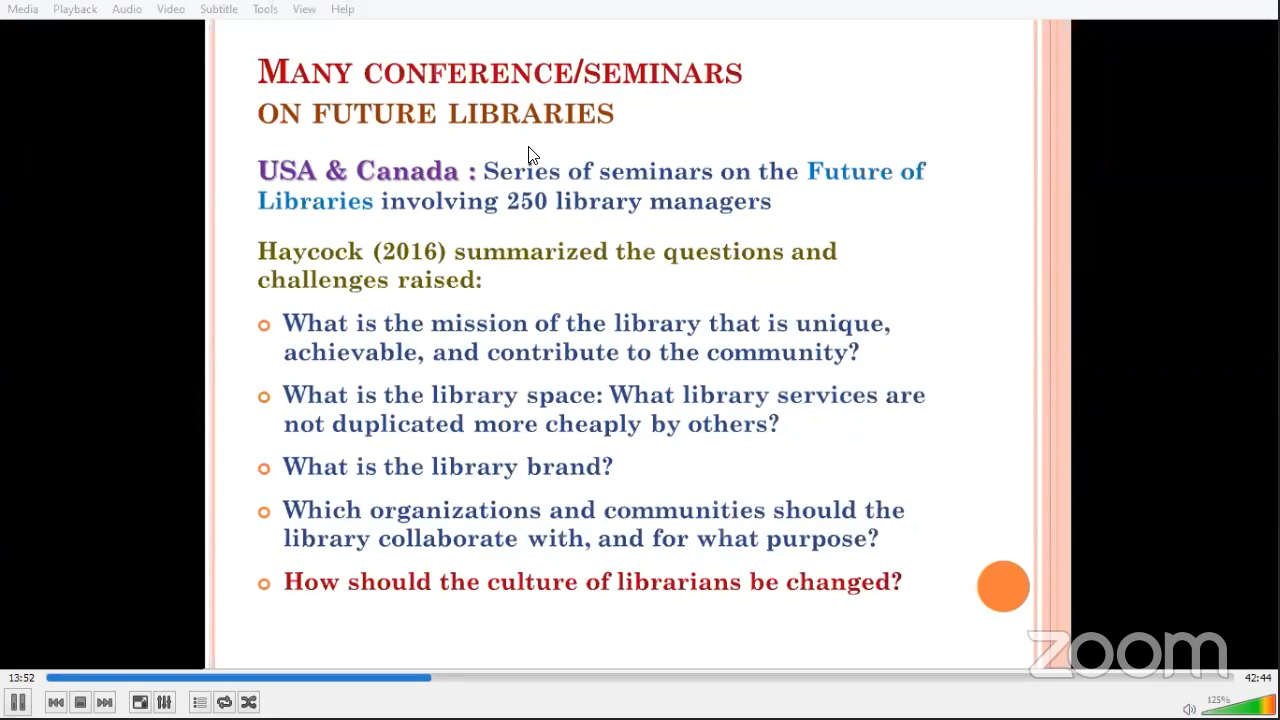 Media Playback Audio Video Subtitle Tools View Help
MANY CONFERENCE/SEMINARS
ON FUTURE LIBRARIES
USA & Canada : Series of seminars on the Future of
Libraries involving 250 library managers
Haycock (2016) summarized the questions and
challenges raised:
What is the mission of the library that is unique,
achievable, and contribute to the community?
What is the library space: What library services are
not duplicated more cheaply by others?
What is the library brand?
Which organizations and communities should the
library collaborate with, and for what purpose?
How should the culture of librarians be changed?
zoom
13:52 42:44
125%